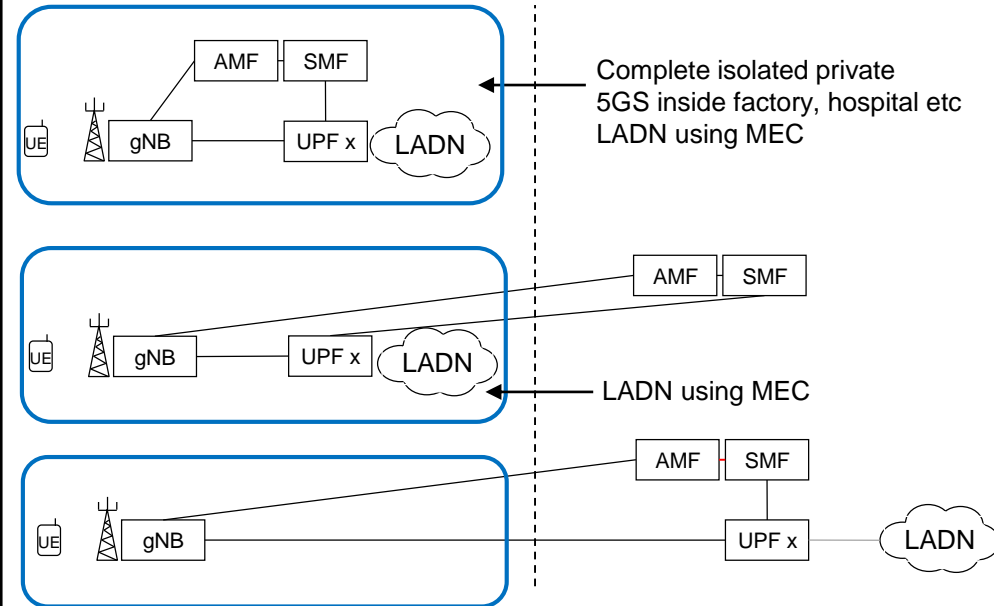 AMF
SMF
Complete isolated private
5GS inside factory, hospital etc
LADN using MEC
UE
gNB
UPF x
LADN
AMF
SMF
UE
gNB
UPF x
LADN
LADN using MEC
AMF
SMF
UE
gNB
UPF x
LADN